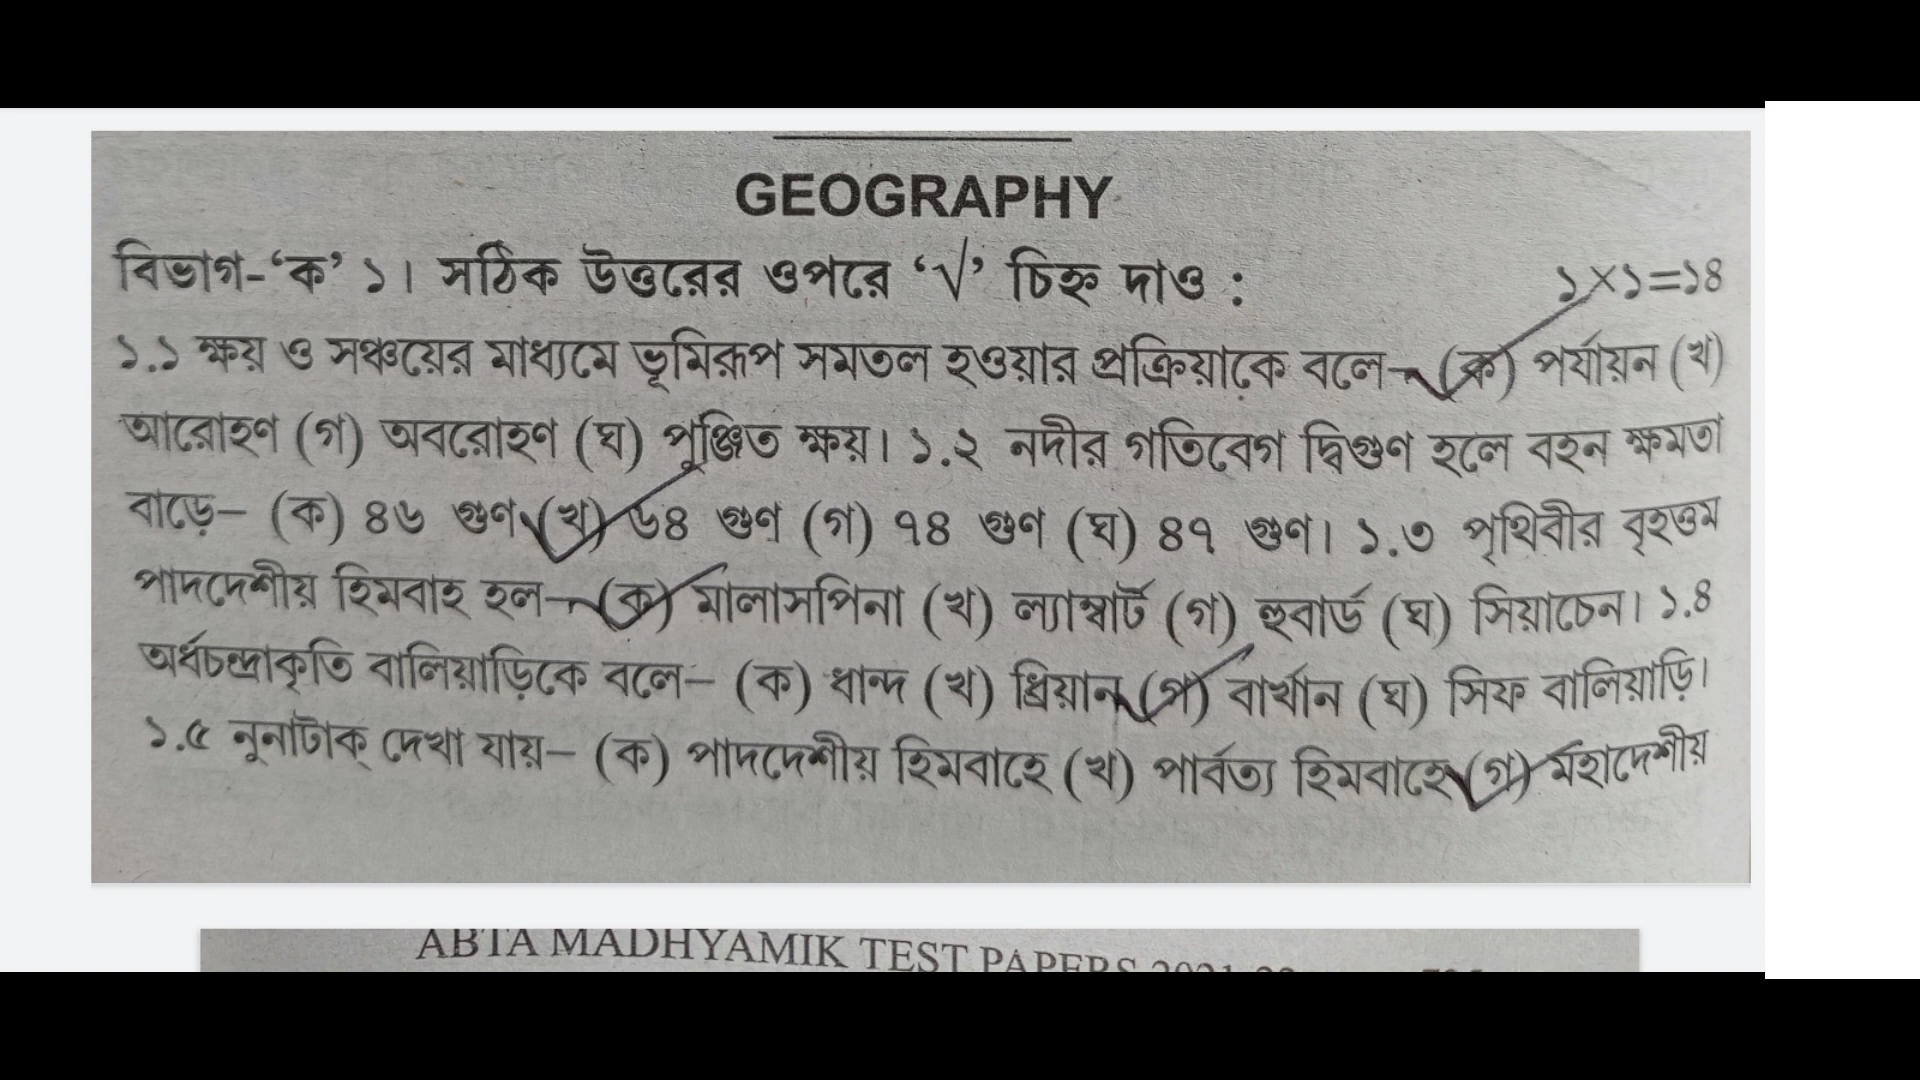 GEOGRAPHY
বিভাগ-‘ক’ ১। সঠিক উত্তরের ওপরে ‘√’ চিহ্ন দাও : ১×১=১৪
১.১ ক্ষয় ও সঞ্চয়ের মাধ্যমে ভূমিরূপ সমতল হওয়ার প্রক্রিয়াকে বলে– (ক) পর্যায়ন (খ)
আরোহণ (গ) অবরোহণ (ঘ) পুঞ্জিত ক্ষয়। ১.২ নদীর গতিবেগ দ্বিগুণ হলে বহন ক্ষমতা
বাড়ে– (ক) ৪৬ গুণ (খ) ৬৪ গুণ (গ) ৭৪ গুণ (ঘ) ৪৭ গুণ। ১.৩ পৃথিবীর বৃহত্তম
পাদদেশীয় হিমবাহ হল– (ক) মালাসপিনা (খ) ল্যাম্বার্ট (গ) হুবার্ড (ঘ) সিয়াচেন। ১.৪
অর্ধচন্দ্রাকৃতি বালিয়াড়িকে বলে– (ক) ধান্দ (খ) ধ্রিয়ান (গ) বার্খান (ঘ) সিফ বালিয়াড়ি।
১.৫ নুনাটাক্ দেখা যায়– (ক) পাদদেশীয় হিমবাহে (খ) পার্বত্য হিমবাহে (গ) মহাদেশীয়
ABTA MADHYAMIK TEST PAPERS